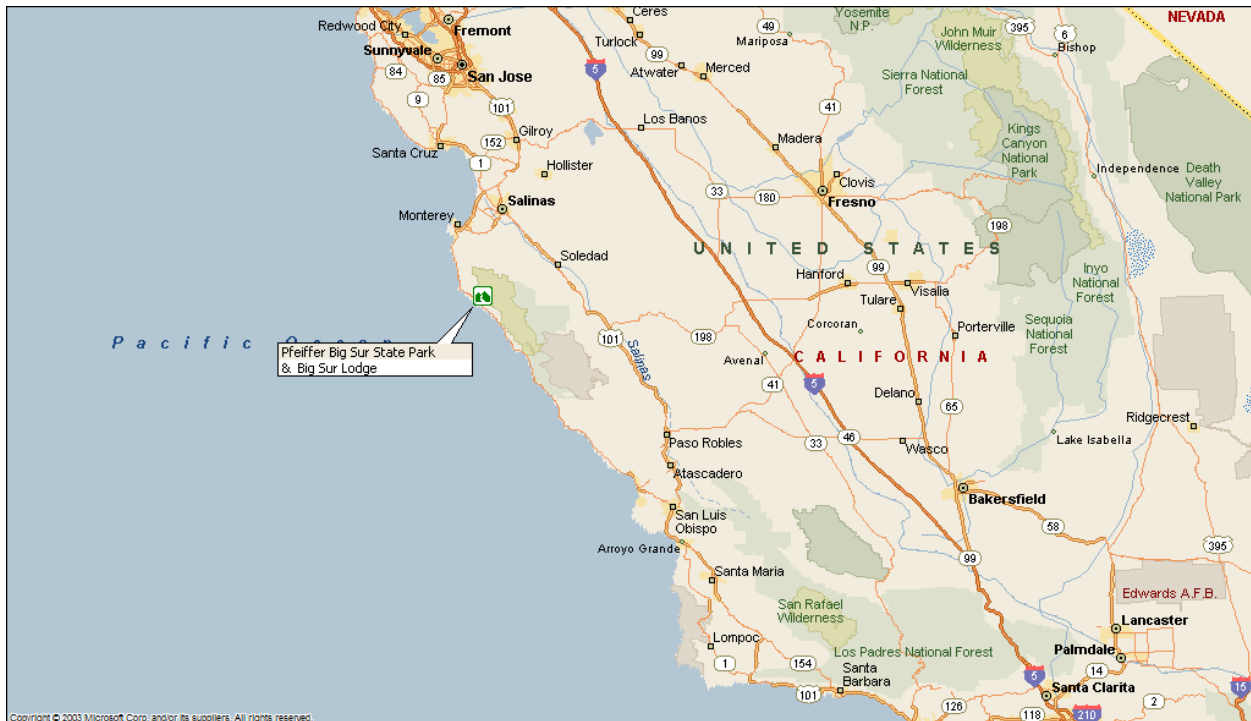 NEVADA
Redwood City
Fremont
Ceres
Turlock
49
Mariposa
Yosemite
N.P.
John Muir
Wilderness
395
6
Bishop
Sunnyvale
San Jose
84
85
99
5
Atwater
Merced
Sierra National
Forest
9
101
41
Los Banos
Gilroy
152
Santa Cruz
1
Hollister
Madera
Kings
Canyon
National
Park
Independence
Death
Valley
National Park
Clovis
33
180
Fresno
Salinas
Monterey
198
UNITED STATES
Soledad
99
Inyo
National
Forest
Hanford
Visalia
Tulare
Sequoia
National
Forest
Pacific Ocean
Pfeiffer Big Sur State Park
& Big Sur Lodge
101
Salinas
198
Corcoran
Porterville
Avenal
CALIFORNIA
41
5
Delano
65
Ridgecrest
Paso Robles
33
46
Wasco
Lake Isabella
Atascadero
Bakersfield
San Luis
Obispo
58
Arroyo Grande
99
395
Santa Maria
San Rafael
Wilderness
Edwards A.F.B.
Lancaster
Lompoc
Los Padres National Forest
Palmdale
1
154
Santa
Barbara
5
14
101
Santa Clarita
15
126
118
210
2
Copyright © 2003 Microsoft Corp. and/or its suppliers. All rights reserved.